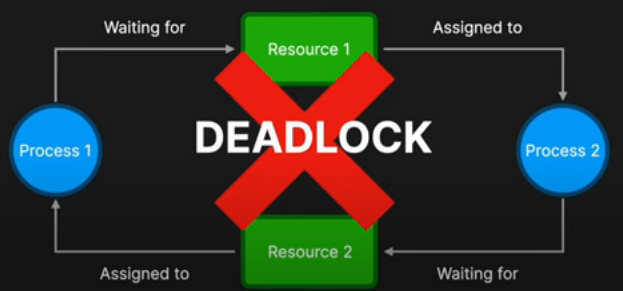 Waiting for
Resource 1
Assigned to
Process 1
DEADLOCK
Process 2
Resource 2
Assigned to
Waiting for